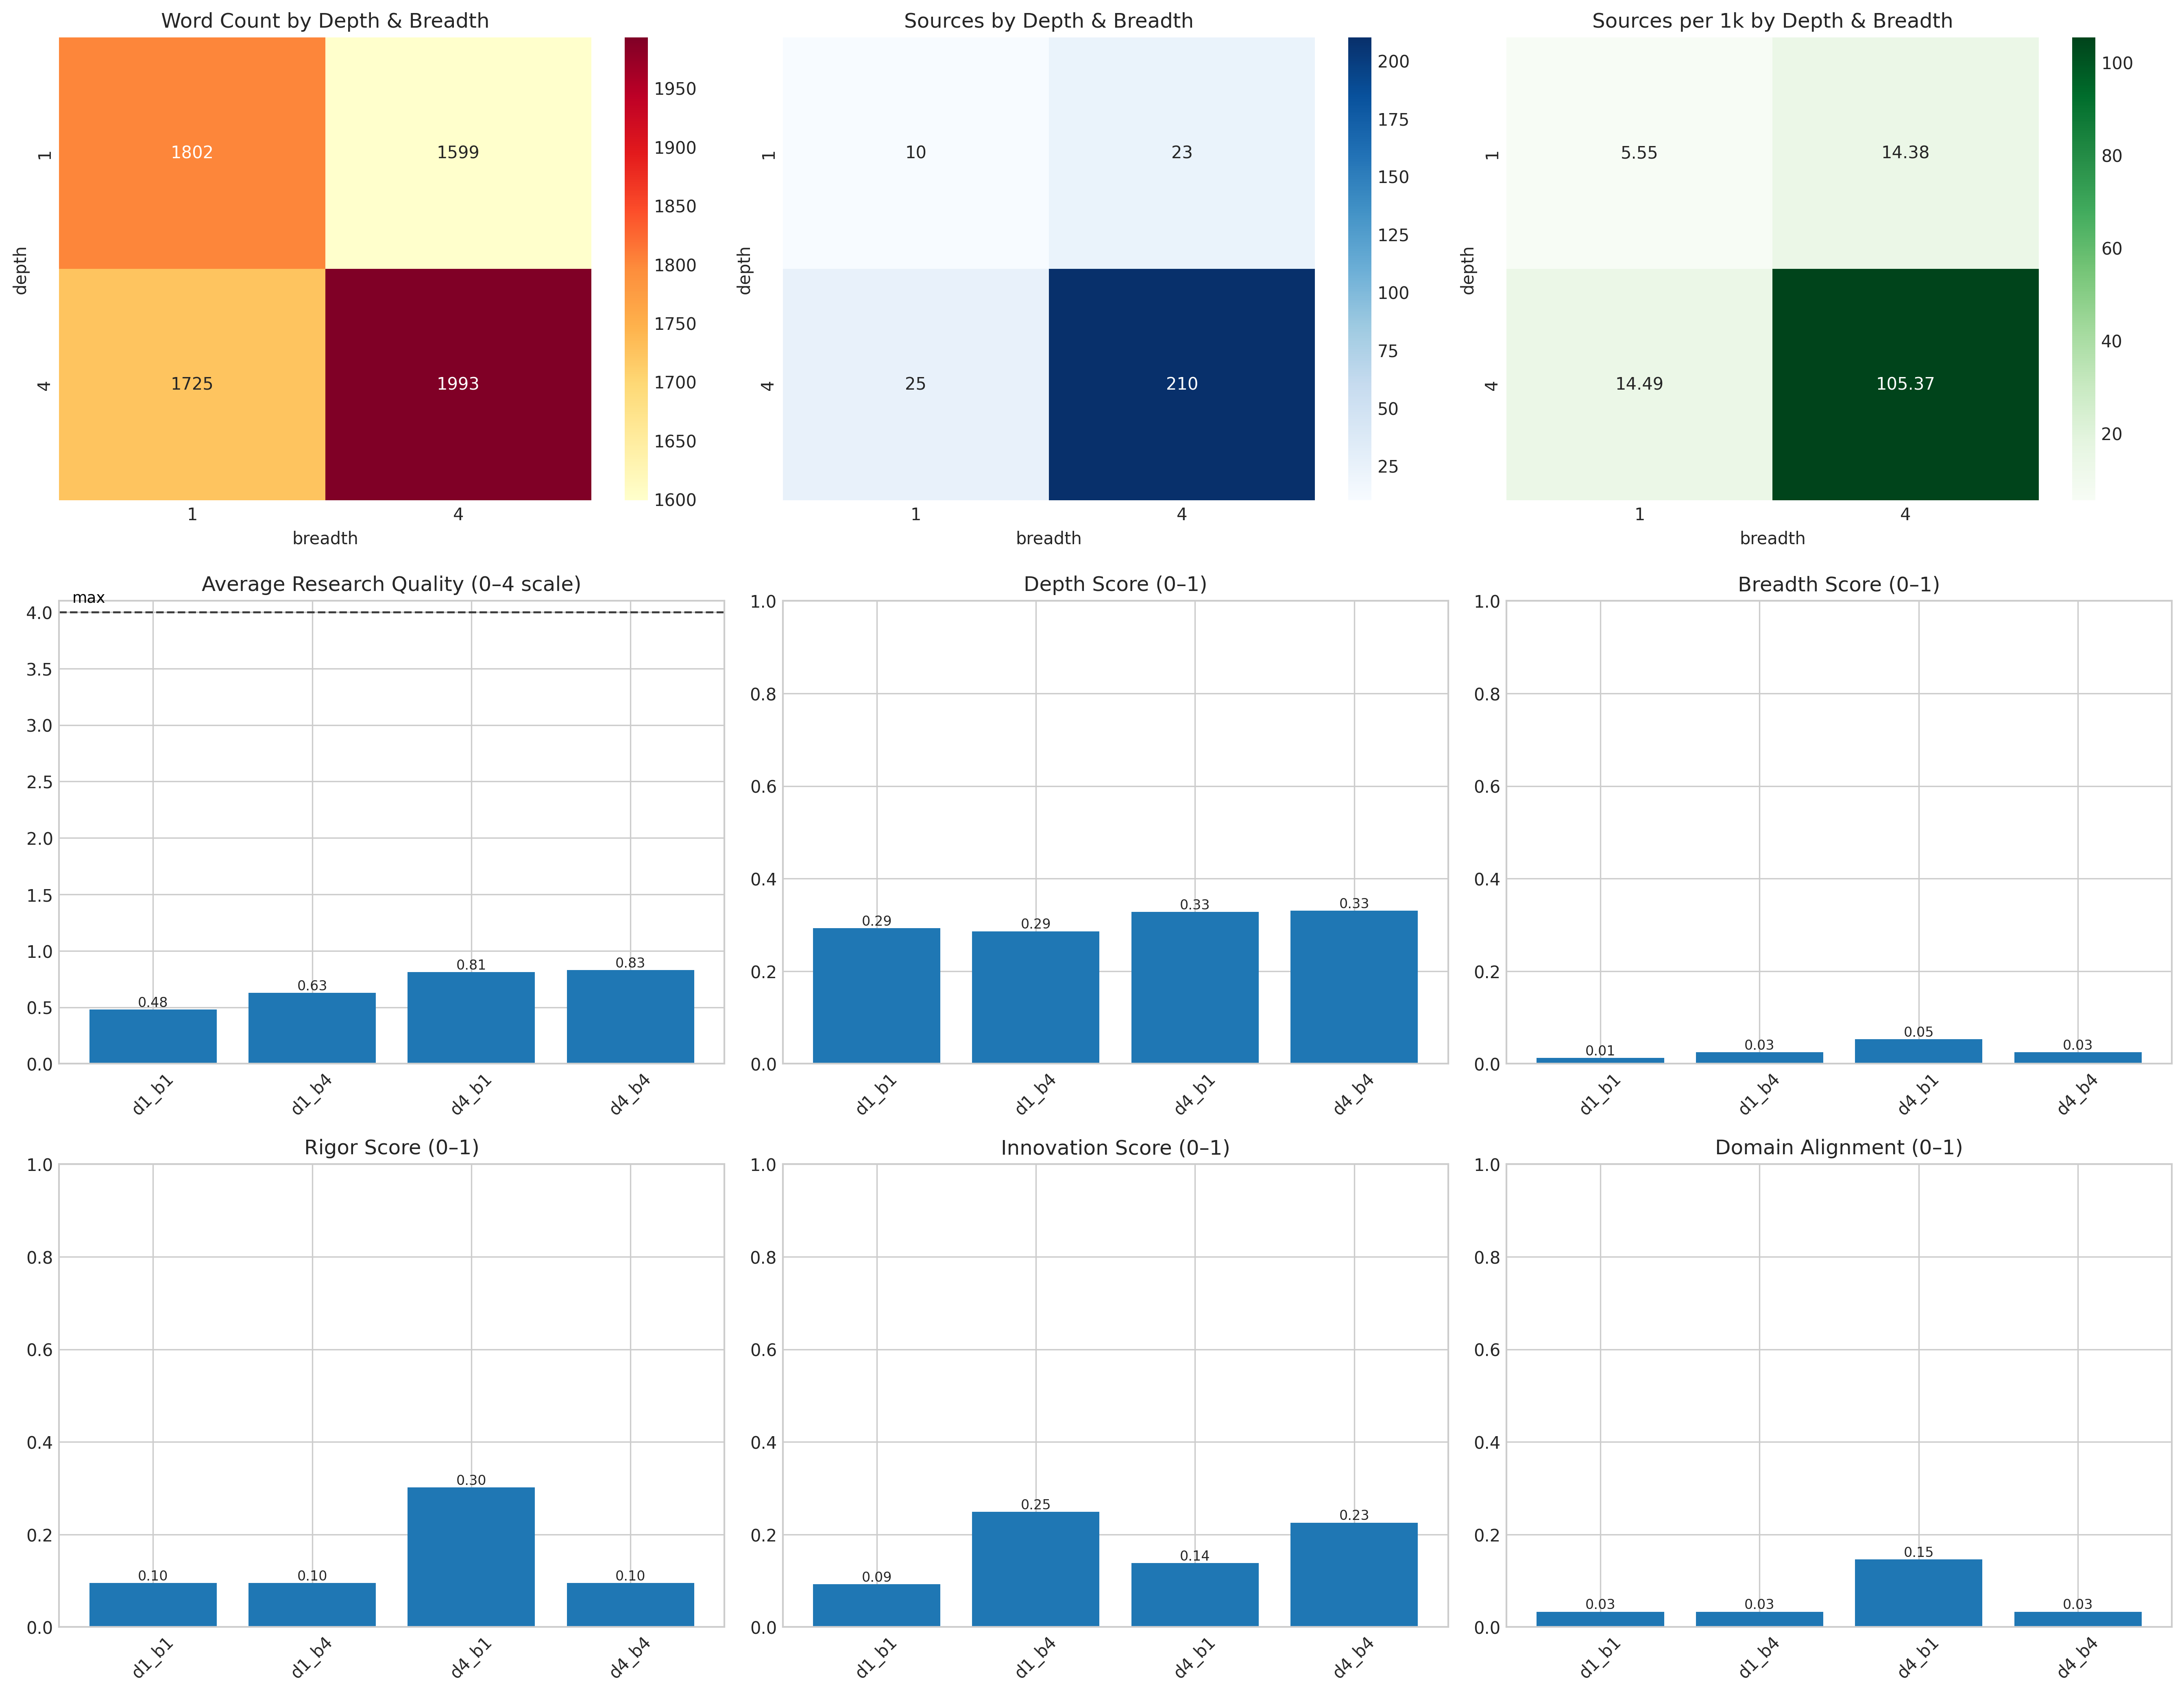 Word Count by Depth & Breadth
1802
1599
1725
1993
1
4
depth
1
4
breadth
1950
1900
1850
1800
1750
1700
1650
1600
Sources by Depth & Breadth
10
23
25
210
1
4
depth
1
4
breadth
200
175
150
125
100
75
50
25
Sources per 1k by Depth & Breadth
5.55
14.38
14.49
105.37
1
4
depth
1
4
breadth
100
80
60
40
20
Average Research Quality (0–4 scale)
max
4.0
3.5
3.0
2.5
2.0
1.5
1.0
0.5
0.0
0.48
0.63
0.81
0.83
d1_b1
d1_b4
d4_b1
d4_b4
Depth Score (0–1)
1.0
0.8
0.6
0.4
0.2
0.0
0.29
0.29
0.33
0.33
d1_b1
d1_b4
d4_b1
d4_b4
Breadth Score (0–1)
1.0
0.8
0.6
0.4
0.2
0.0
0.01
0.03
0.05
0.03
d1_b1
d1_b4
d4_b1
d4_b4
Rigor Score (0–1)
1.0
0.8
0.6
0.4
0.2
0.0
0.10
0.10
0.30
0.10
d1_b1
d1_b4
d4_b1
d4_b4
Innovation Score (0–1)
1.0
0.8
0.6
0.4
0.2
0.0
0.09
0.25
0.14
0.23
d1_b1
d1_b4
d4_b1
d4_b4
Domain Alignment (0–1)
1.0
0.8
0.6
0.4
0.2
0.0
0.03
0.03
0.15
0.03
d1_b1
d1_b4
d4_b1
d4_b4